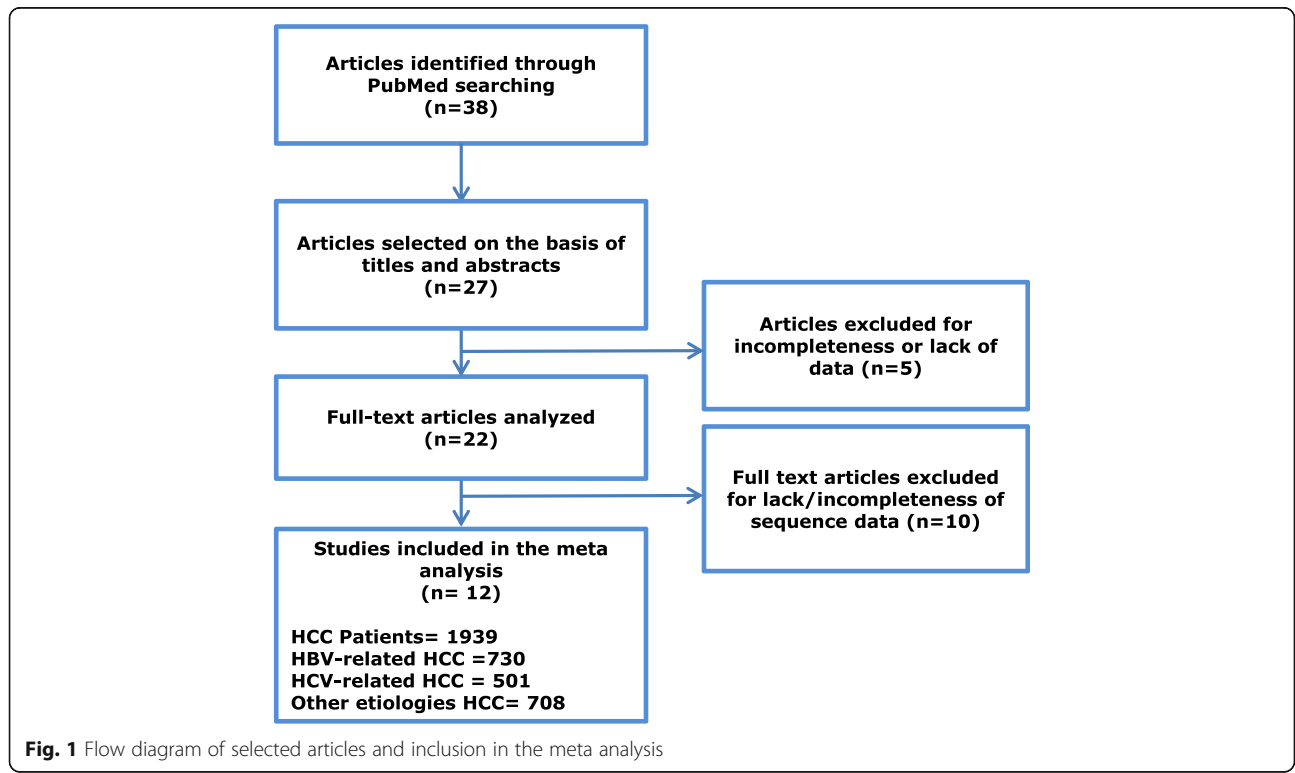 Articles identified through
PubMed searching
(n=38)
Articles selected on the basis of
titles and abstracts
(n=27)
Articles excluded for
incompleteness or lack of
data (n=5)
Full-text articles analyzed
(n=22)
Full text articles excluded
for lack/incompleteness of
sequence data (n=10)
Studies included in the meta
analysis
(n= 12)
HCC Patients= 1939
HBV-related HCC =730
HCV-related HCC = 501
Other etiologies HCC= 708
Fig. 1 Flow diagram of selected articles and inclusion in the meta analysis